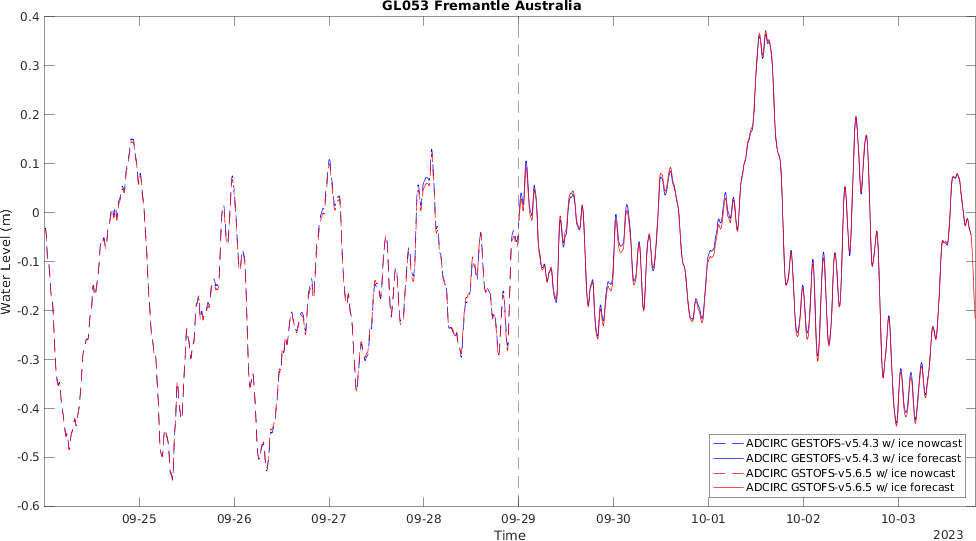 GL053 Fremantle Australia
0.4
0.3
0.2
0.1
0
-0.1
-0.2
-0.3
-0.4
-0.5
-0.6
Water Level (m)
ADCIRC GESTOFS-v5.4.3 w/ ice nowcast
ADCIRC GESTOFS-v5.4.3 w/ ice forecast
ADCIRC GSTOFS-v5.6.5 w/ ice nowcast
ADCIRC GSTOFS-v5.6.5 w/ ice forecast
09-25 09-26 09-27 09-28 09-29 09-30 10-01 10-02 10-03
Time
2023